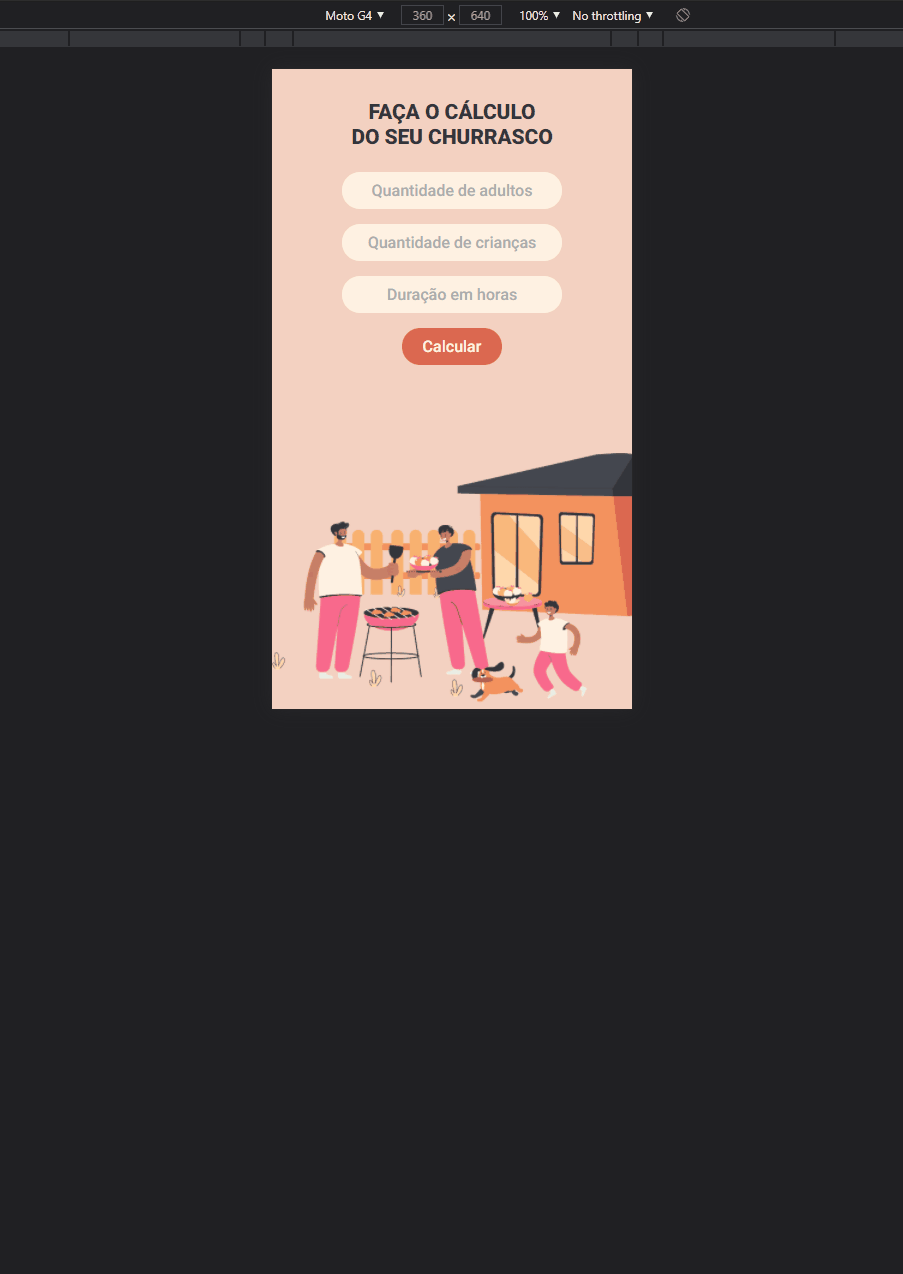 Moto G4 ▼ 360 × 640 100% ▼ No throttling ▼
FAÇA O CÁLCULO
DO SEU CHURRASCO
Quantidade de adultos
Quantidade de crianças
Duração em horas
Calcular